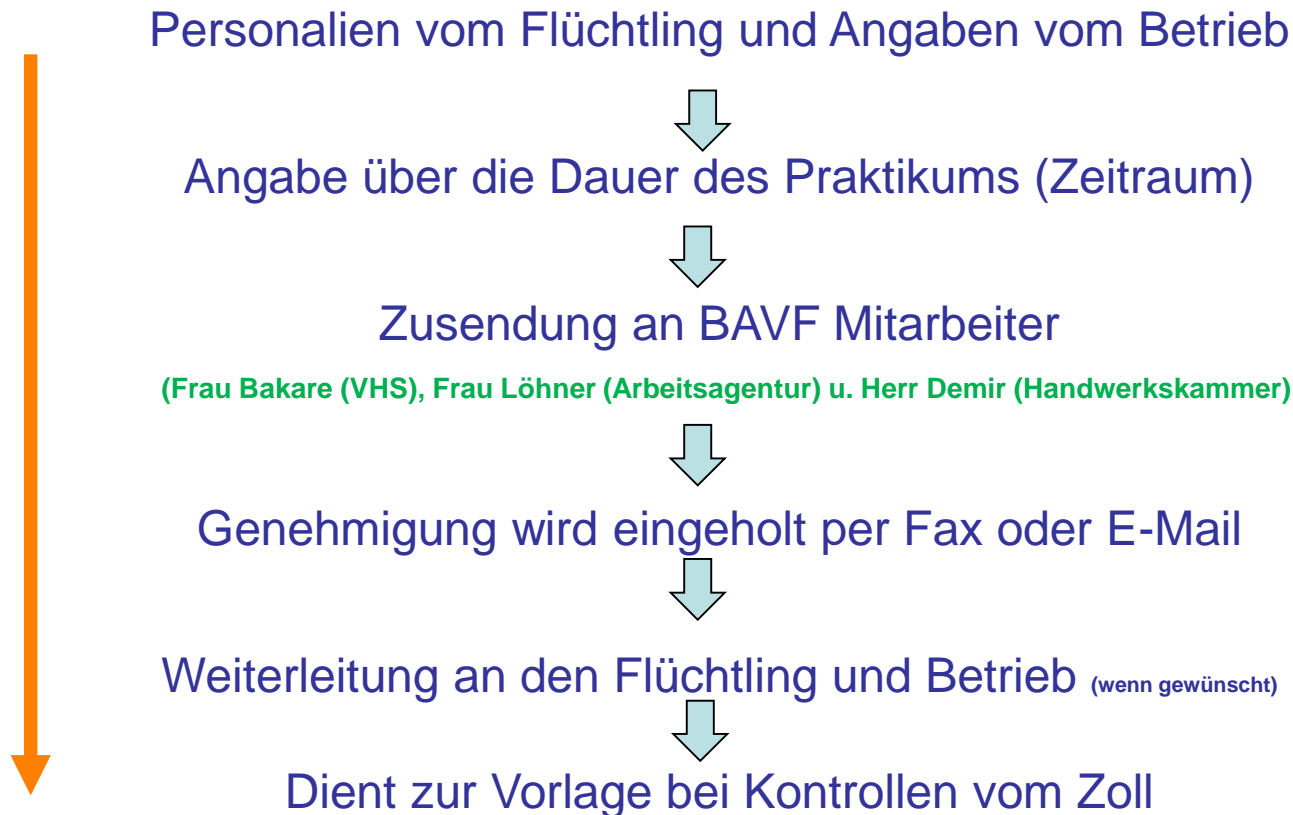 Personalien vom Flüchtling und Angaben vom Betrieb
Angabe über die Dauer des Praktikums (Zeitraum)
Zusendung an BAVF Mitarbeiter
(Frau Bakare (VHS), Frau Löhner (Arbeitsagentur) u. Herr Demir (Handwerkskammer)
Genehmigung wird eingeholt per Fax oder E-Mail
Weiterleitung an den Flüchtling und Betrieb (wenn gewünscht)
Dient zur Vorlage bei Kontrollen vom Zoll